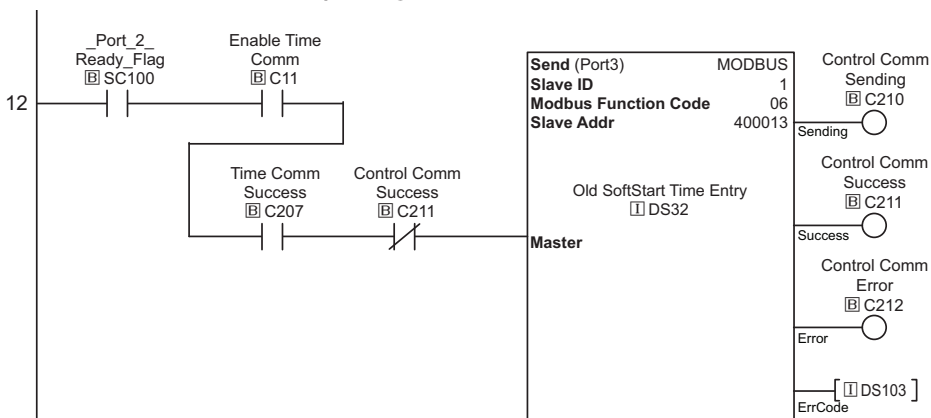 _Port_2_
Ready_Flag
B SC100
Enable Time
Comm
B C11
12
Time Comm
Success
B C207
Control Comm
Success
B C211
Send (Port3) MODBUS
Slave ID 1
Modbus Function Code 06
Slave Addr 400013
Old SoftStart Time Entry
I DS32
Master
Control Comm
Sending
B C210
Sending
Control Comm
Success
B C211
Success
Control Comm
Error
B C212
Error
[ I DS103 ]
ErrCode